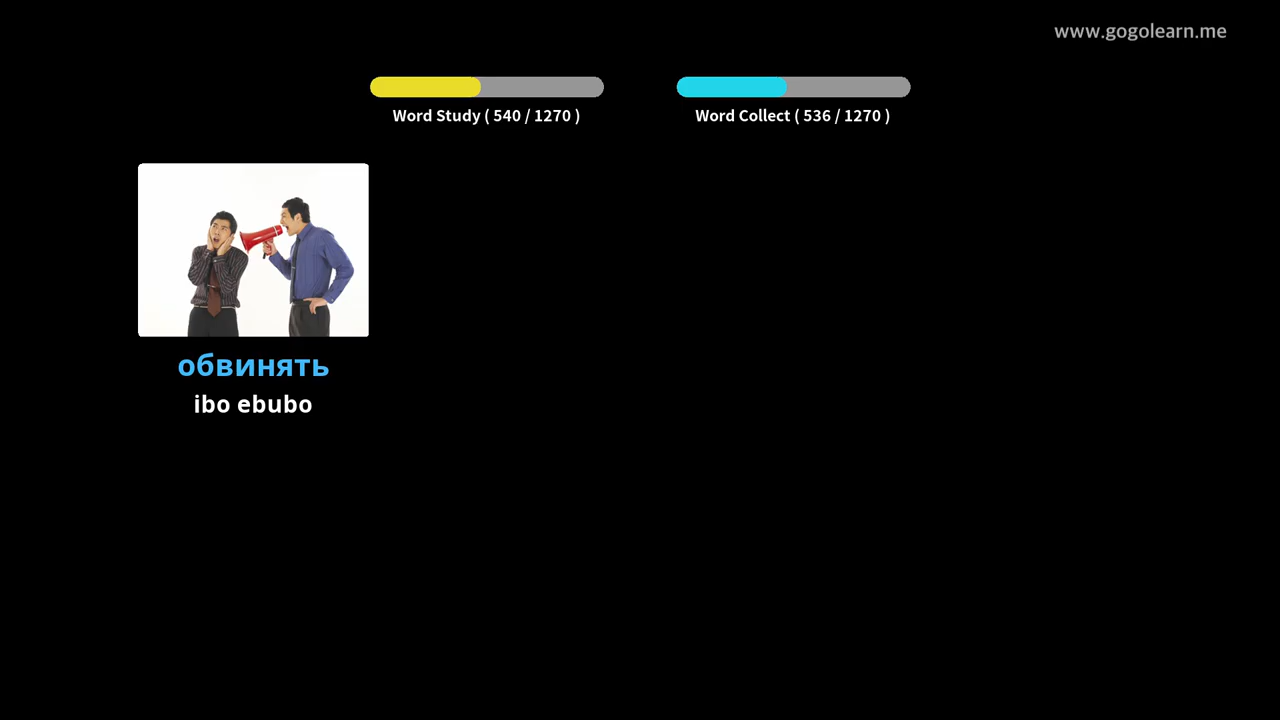 www.gogolearn.me
Word Study ( 540 / 1270 )
Word Collect ( 536 / 1270 )
обвинять
ibo ebubo